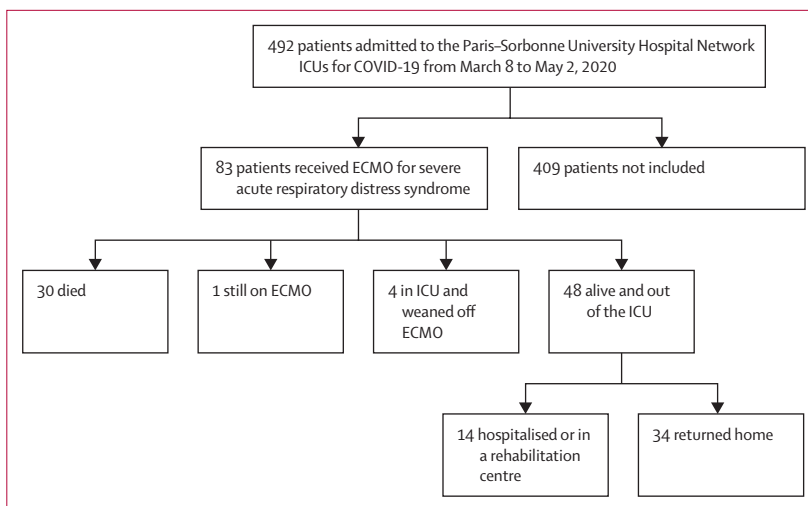 492 patients admitted to the Paris–Sorbonne University Hospital Network
ICUs for COVID-19 from March 8 to May 2, 2020
83 patients received ECMO for severe
acute respiratory distress syndrome
409 patients not included
30 died
1 still on ECMO
4 in ICU and
weaned off
ECMO
48 alive and out
of the ICU
14 hospitalised or in
a rehabilitation
centre
34 returned home